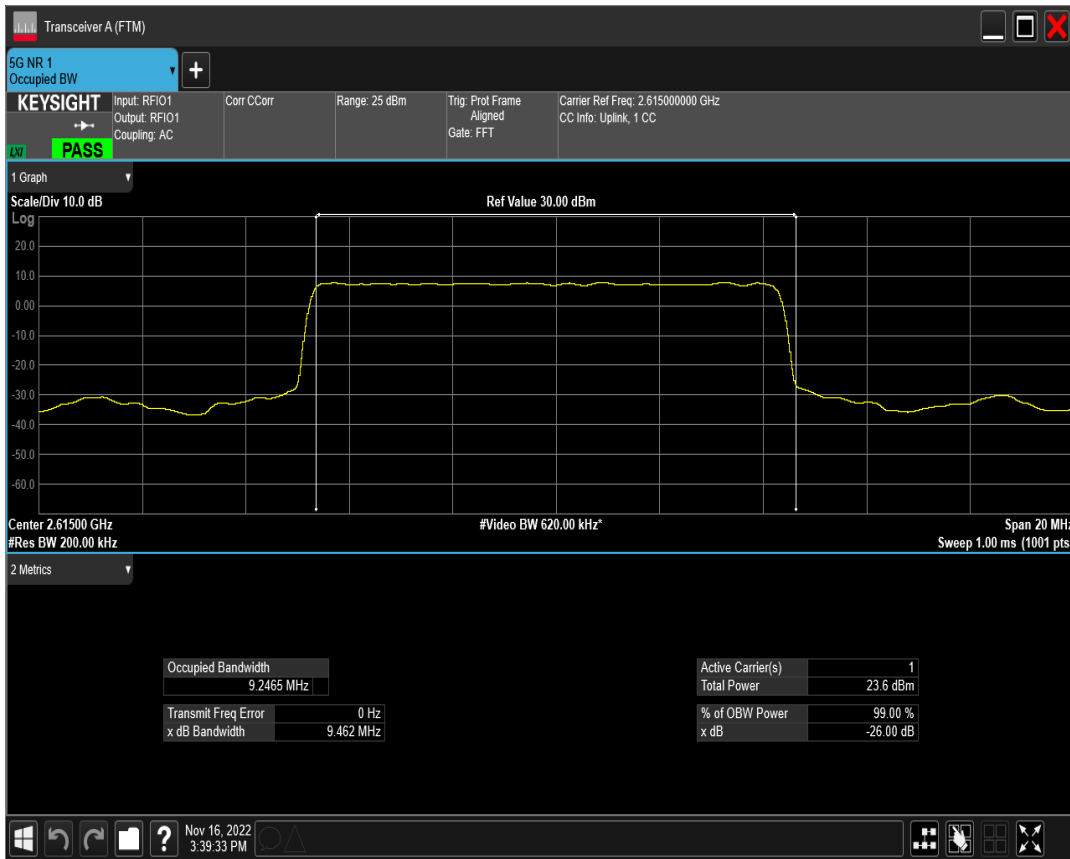 Transceiver A (FTM)
5G NR 1
Occupied BW
+
KEYSIGHT
Input: RFIO1
Output: RFIO1
Coupling: AC
Corr CCorr
Range: 25 dBm
Trig: Prot Frame
Aligned
Gate: FFT
Carrier Ref Freq: 2.615000000 GHz
CC Info: Uplink, 1 CC
LXI
PASS
1 Graph
Scale/Div 10.0 dB
Ref Value 30.00 dBm
Log
20.0
10.0
0.00
-10.0
-20.0
-30.0
-40.0
-50.0
-60.0
Center 2.61500 GHz
#Video BW 620.00 kHz*
Span 20 MHz
#Res BW 200.00 kHz
Sweep 1.00 ms (1001 pts
2 Metrics
Occupied Bandwidth
9.2465 MHz
Transmit Freq Error 0 Hz
x dB Bandwidth 9.462 MHz
Active Carrier(s) 1
Total Power 23.6 dBm
% of OBW Power 99.00 %
x dB -26.00 dB
?
Nov 16, 2022
3:39:33 PM